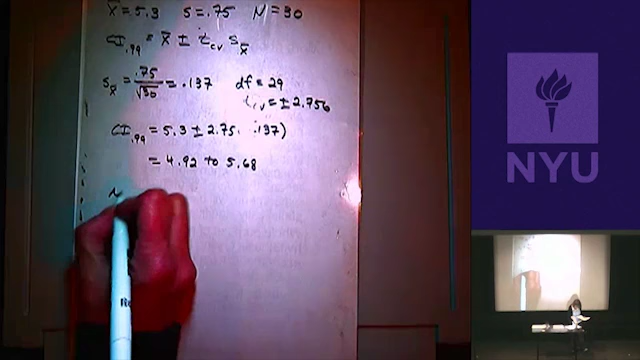 X̄ = 5.3 S = .75 N = 30
CI.99 = X̄ ± tcv sx̄
sx̄ = .75/√30 = .137 df = 29
tcv = ±2.756
CI.99 = 5.3 ± 2.75 .137)
= 4.92 to 5.68
NYU